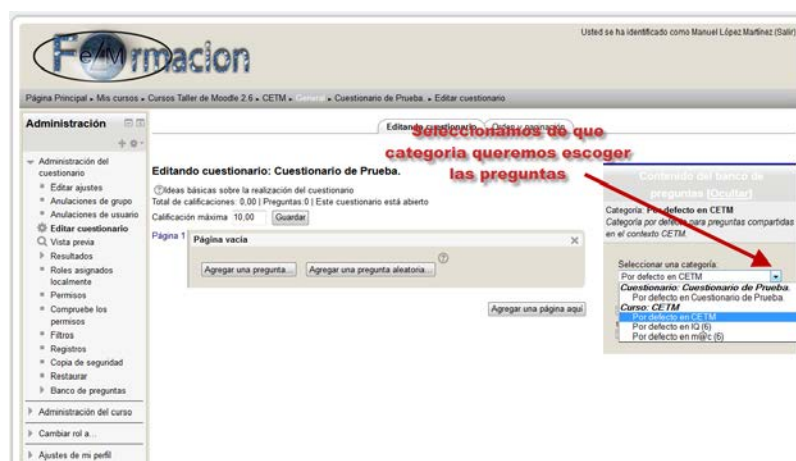 Fe/Mormacion
Usted se ha identificado como Manuel López Martínez (Salir)
Página Principal ▸ Mis cursos ▸ Cursos Taller de Moodle 2.6 ▸ CETM ▸ General ▸ Cuestionario de Prueba. ▸ Editar cuestionario
Administración
Administración del
cuestionario
Editar ajustes
Anulaciones de grupo
Anulaciones de usuario
Editar cuestionario
Vista previa
Resultados
Roles asignados
localmente
Permisos
Compruebe los
permisos
Filtros
Registros
Copia de seguridad
Restaurar
Banco de preguntas
Administración del curso
Cambiar rol a...
Ajustes de mi perfil
Editando cuestionario
Orden y paginación
Seleccionamos de que
categoria queremos escoger
las preguntas
Editando cuestionario: Cuestionario de Prueba.
Ideas básicas sobre la realización del cuestionario
Total de calificaciones: 0,00 | Preguntas:0 | Este cuestionario está abierto
Calificación máxima 10,00 Guardar
Página 1
Página vacia
Agregar una pregunta... Agregar una pregunta aleatoria...
Agregar una página aquí
Contenido del banco de
preguntas [Ocultar]
Categoría: Por defecto en CETM
Categoría por defecto para preguntas compartidas
en el contexto CETM.
Seleccionar una categoría:
Por defecto en CETM
Cuestionario: Cuestionario de Prueba.
Por defecto en Cuestionario de Prueba.
Curso: CETM
Por defecto en CETM
Por defecto en IQ (6)
Por defecto en m@c (6)